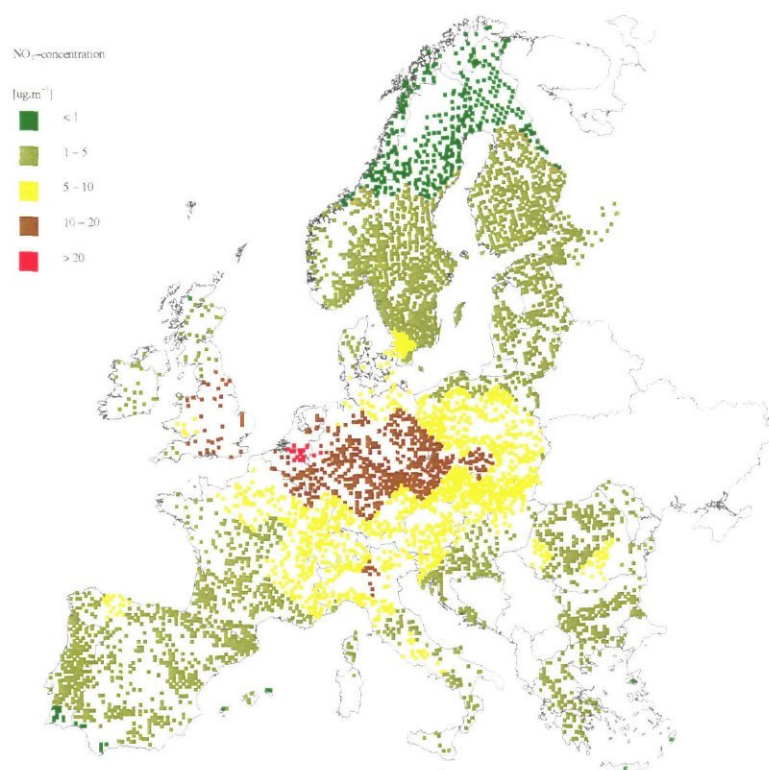 NO₂-concentration
[ug.m⁻³]
< 1
1 – 5
5 – 10
10 – 20
> 20